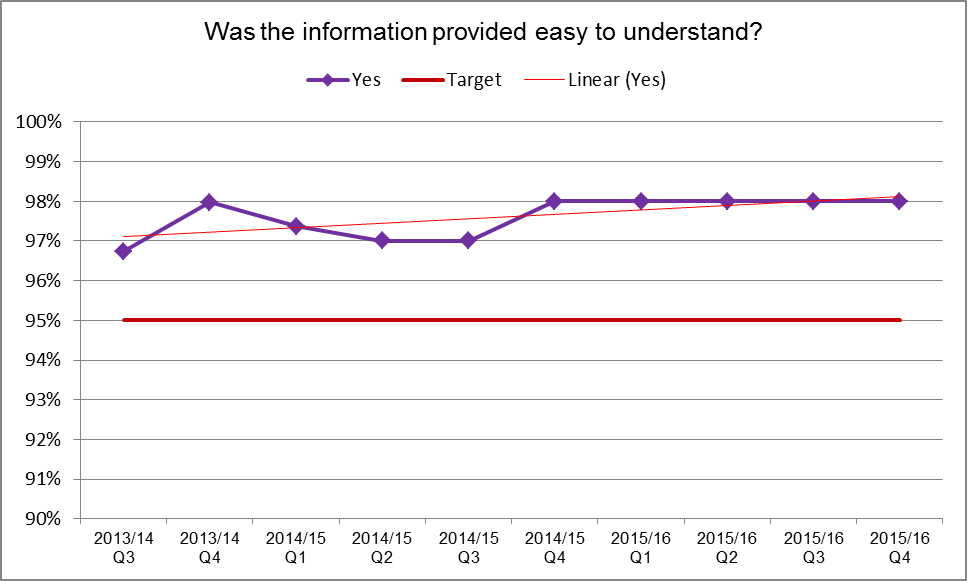 Was the information provided easy to understand?
Yes Target Linear (Yes)
100%
99%
98%
97%
96%
95%
94%
93%
92%
91%
90%
2013/14 2013/14 2014/15 2014/15 2014/15 2014/15 2015/16 2015/16 2015/16 2015/16
Q3 Q4 Q1 Q2 Q3 Q4 Q1 Q2 Q3 Q4